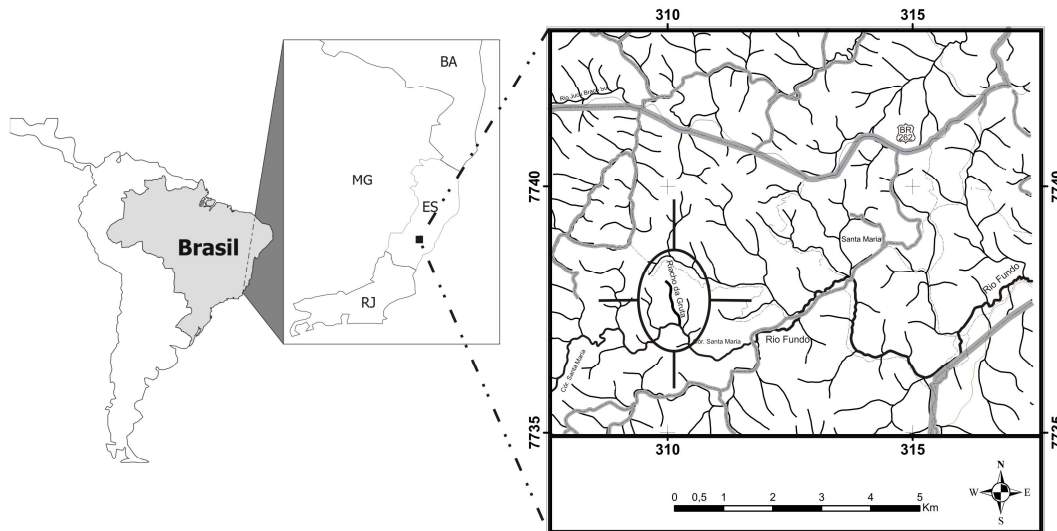 Brasil
BA
MG
ES
RJ
310
315
7740
7740
7735
7735
BR
262
Santa Maria
Rio Fundo
Riacho da Gruta
Cór. Santa Maria
Rio Fundo
Cór. Santa Maria
310
315
0 0,5 1 2 3 4 5
Km
N
W E
S